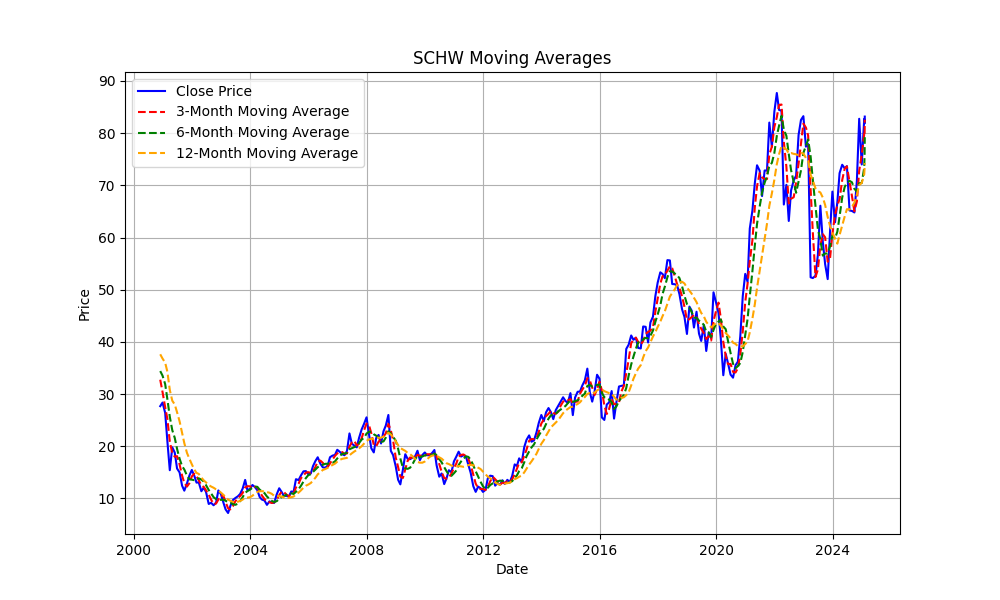 SCHW Moving Averages
Close Price
3-Month Moving Average
6-Month Moving Average
12-Month Moving Average
90
80
70
60
50
40
30
20
10
Price
2000 2004 2008 2012 2016 2020 2024
Date